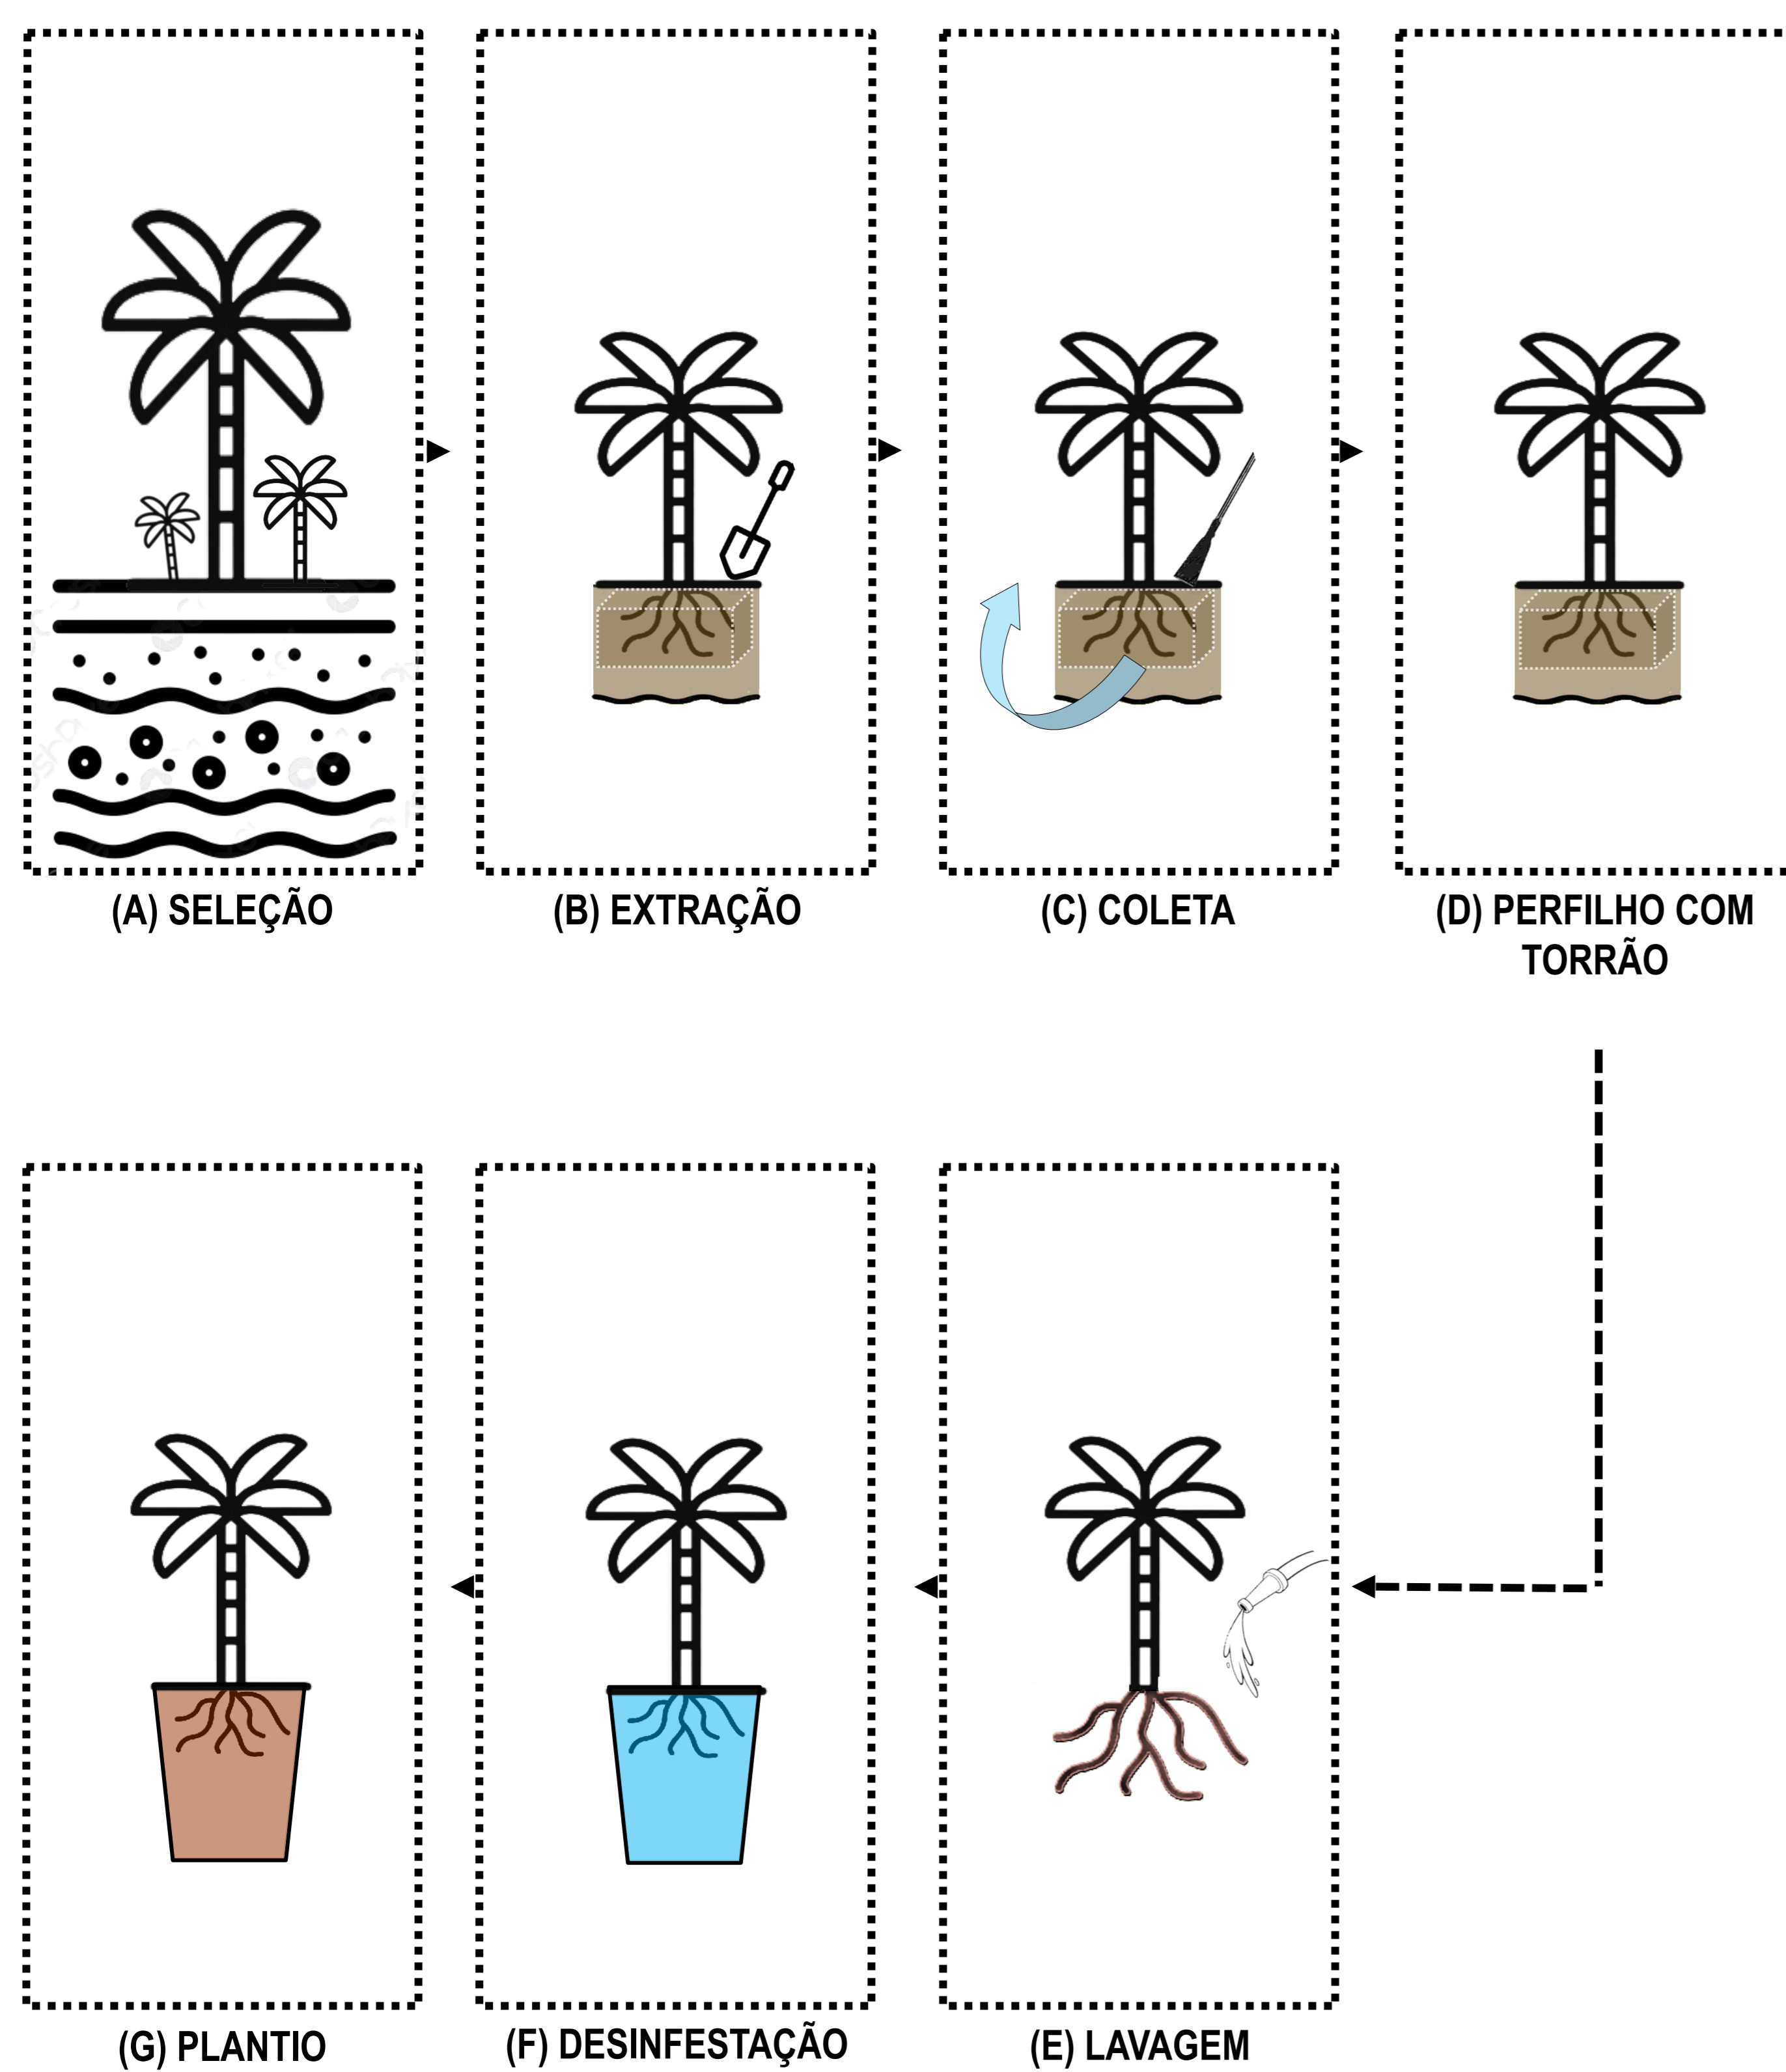 (A) SELEÇÃO
(B) EXTRAÇÃO
(C) COLETA
(D) PERFILHO COM
TORRÃO
(G) PLANTIO
(F) DESINFESTAÇÃO
(E) LAVAGEM